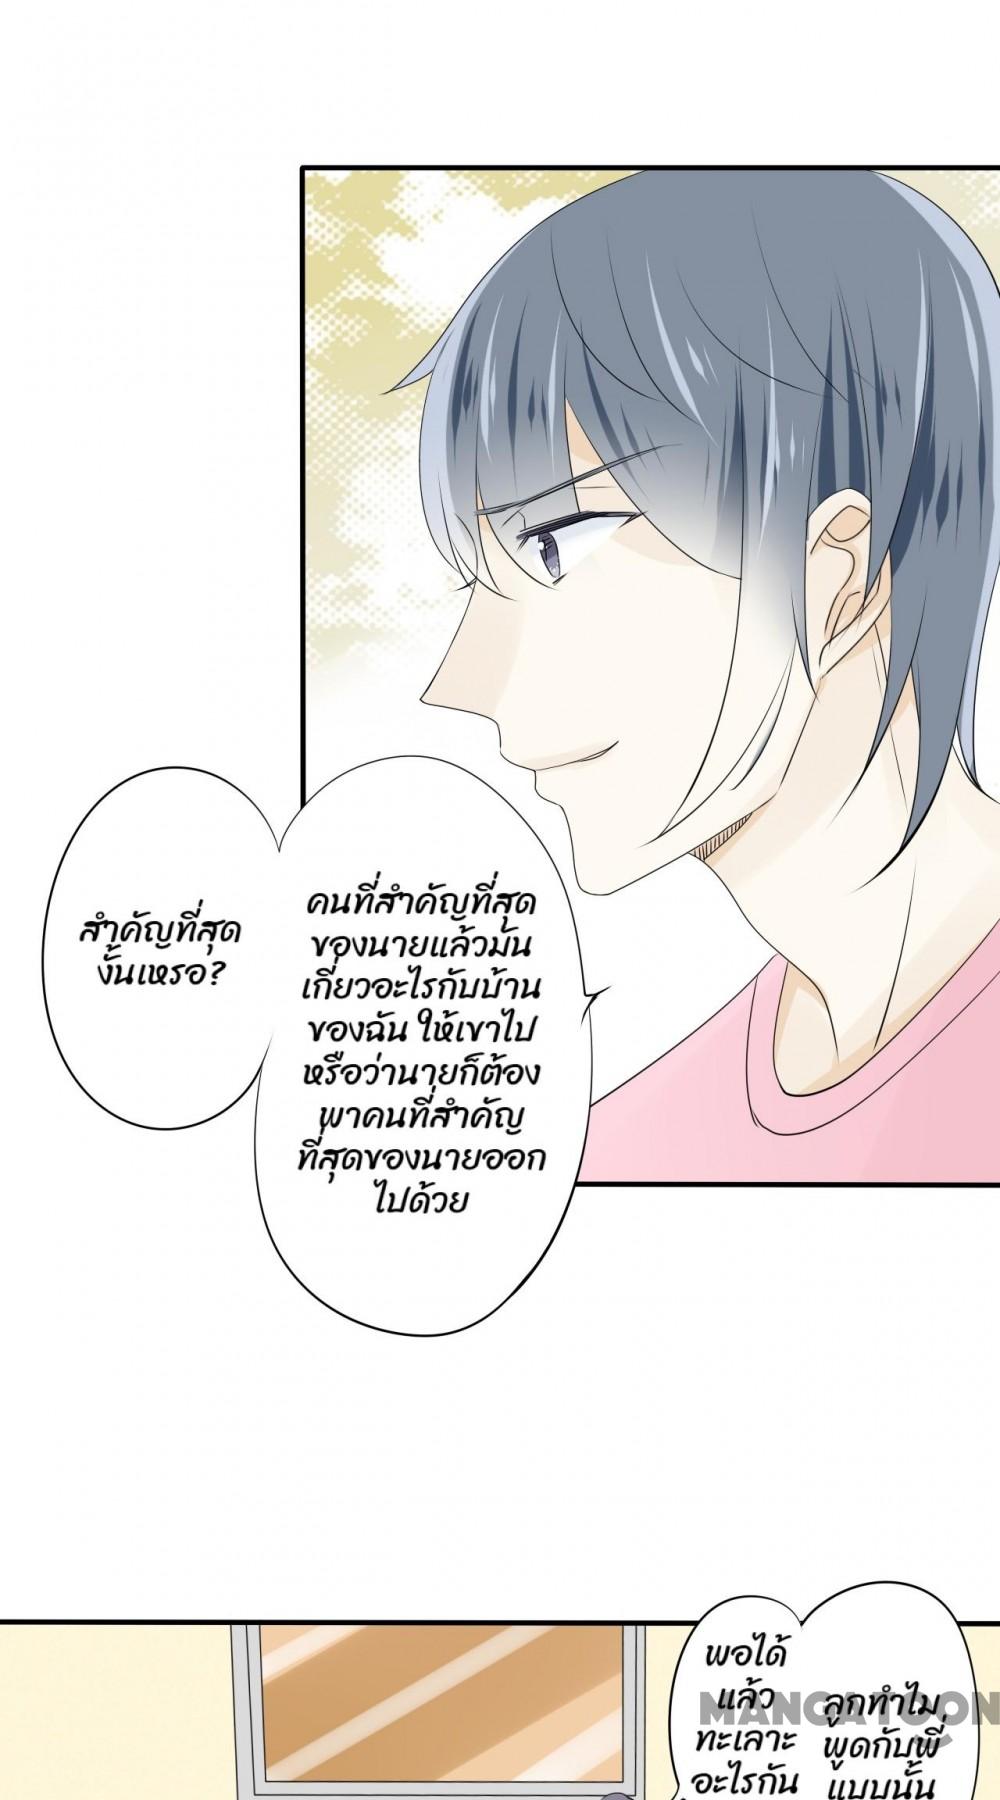 สำคัญที่สุด
งั้นเหรอ?
คนที่สำคัญที่สุด
ของนายแล้วมัน
เกี่ยวอะไรกับบ้าน
ของฉัน ให้เขาไป
หรือว่านายก็ต้อง
พาคนที่สำคัญ
ที่สุดของนายออก
ไปด้วย
พอได้
แล้ว
ทะเลาะ
อะไรกัน
ลูกทำไม
พูดกับพี่
แบบนั้น
MANGATOON